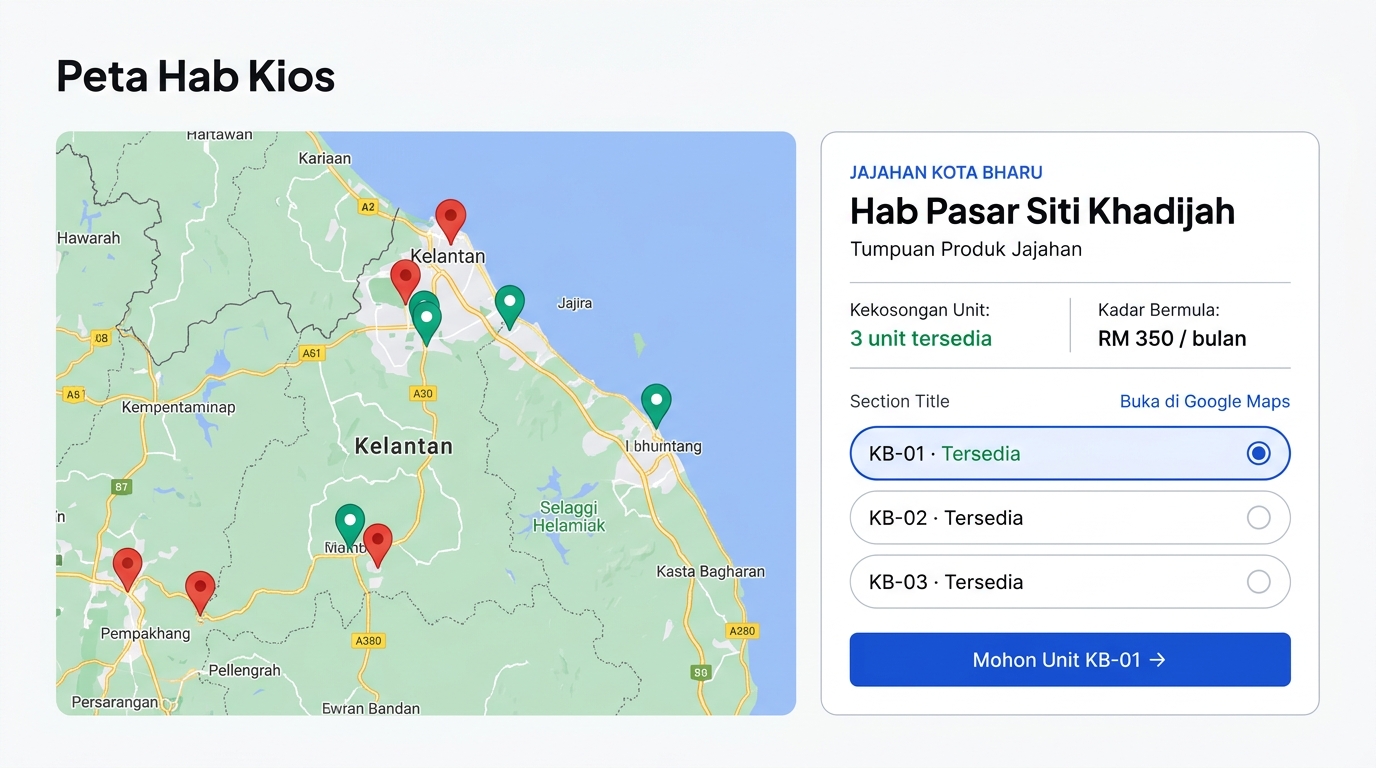 Peta Hab Kios
Hartawan
Kariaan
A2
Hawarah
Kelantan
Jajira
08
A61
A8
A30
Kempentaminap
Kelantan
I.bhumtang
B7
Selaggi
Helamiak
Kasta Bagharan
Pempakhang
A380
A280
Pellengrah
Persarangan
Ewran Bandan
JAJAHAN KOTA BHARU
Hab Pasar Siti Khadijah
Tumpuan Produk Jajahan
Kekosongan Unit:
3 unit tersedia
Kadar Bermula:
RM 350 / bulan
Section Title
Buka di Google Maps
KB-01 · Tersedia
KB-02 · Tersedia
KB-03 · Tersedia
Mohon Unit KB-01 →